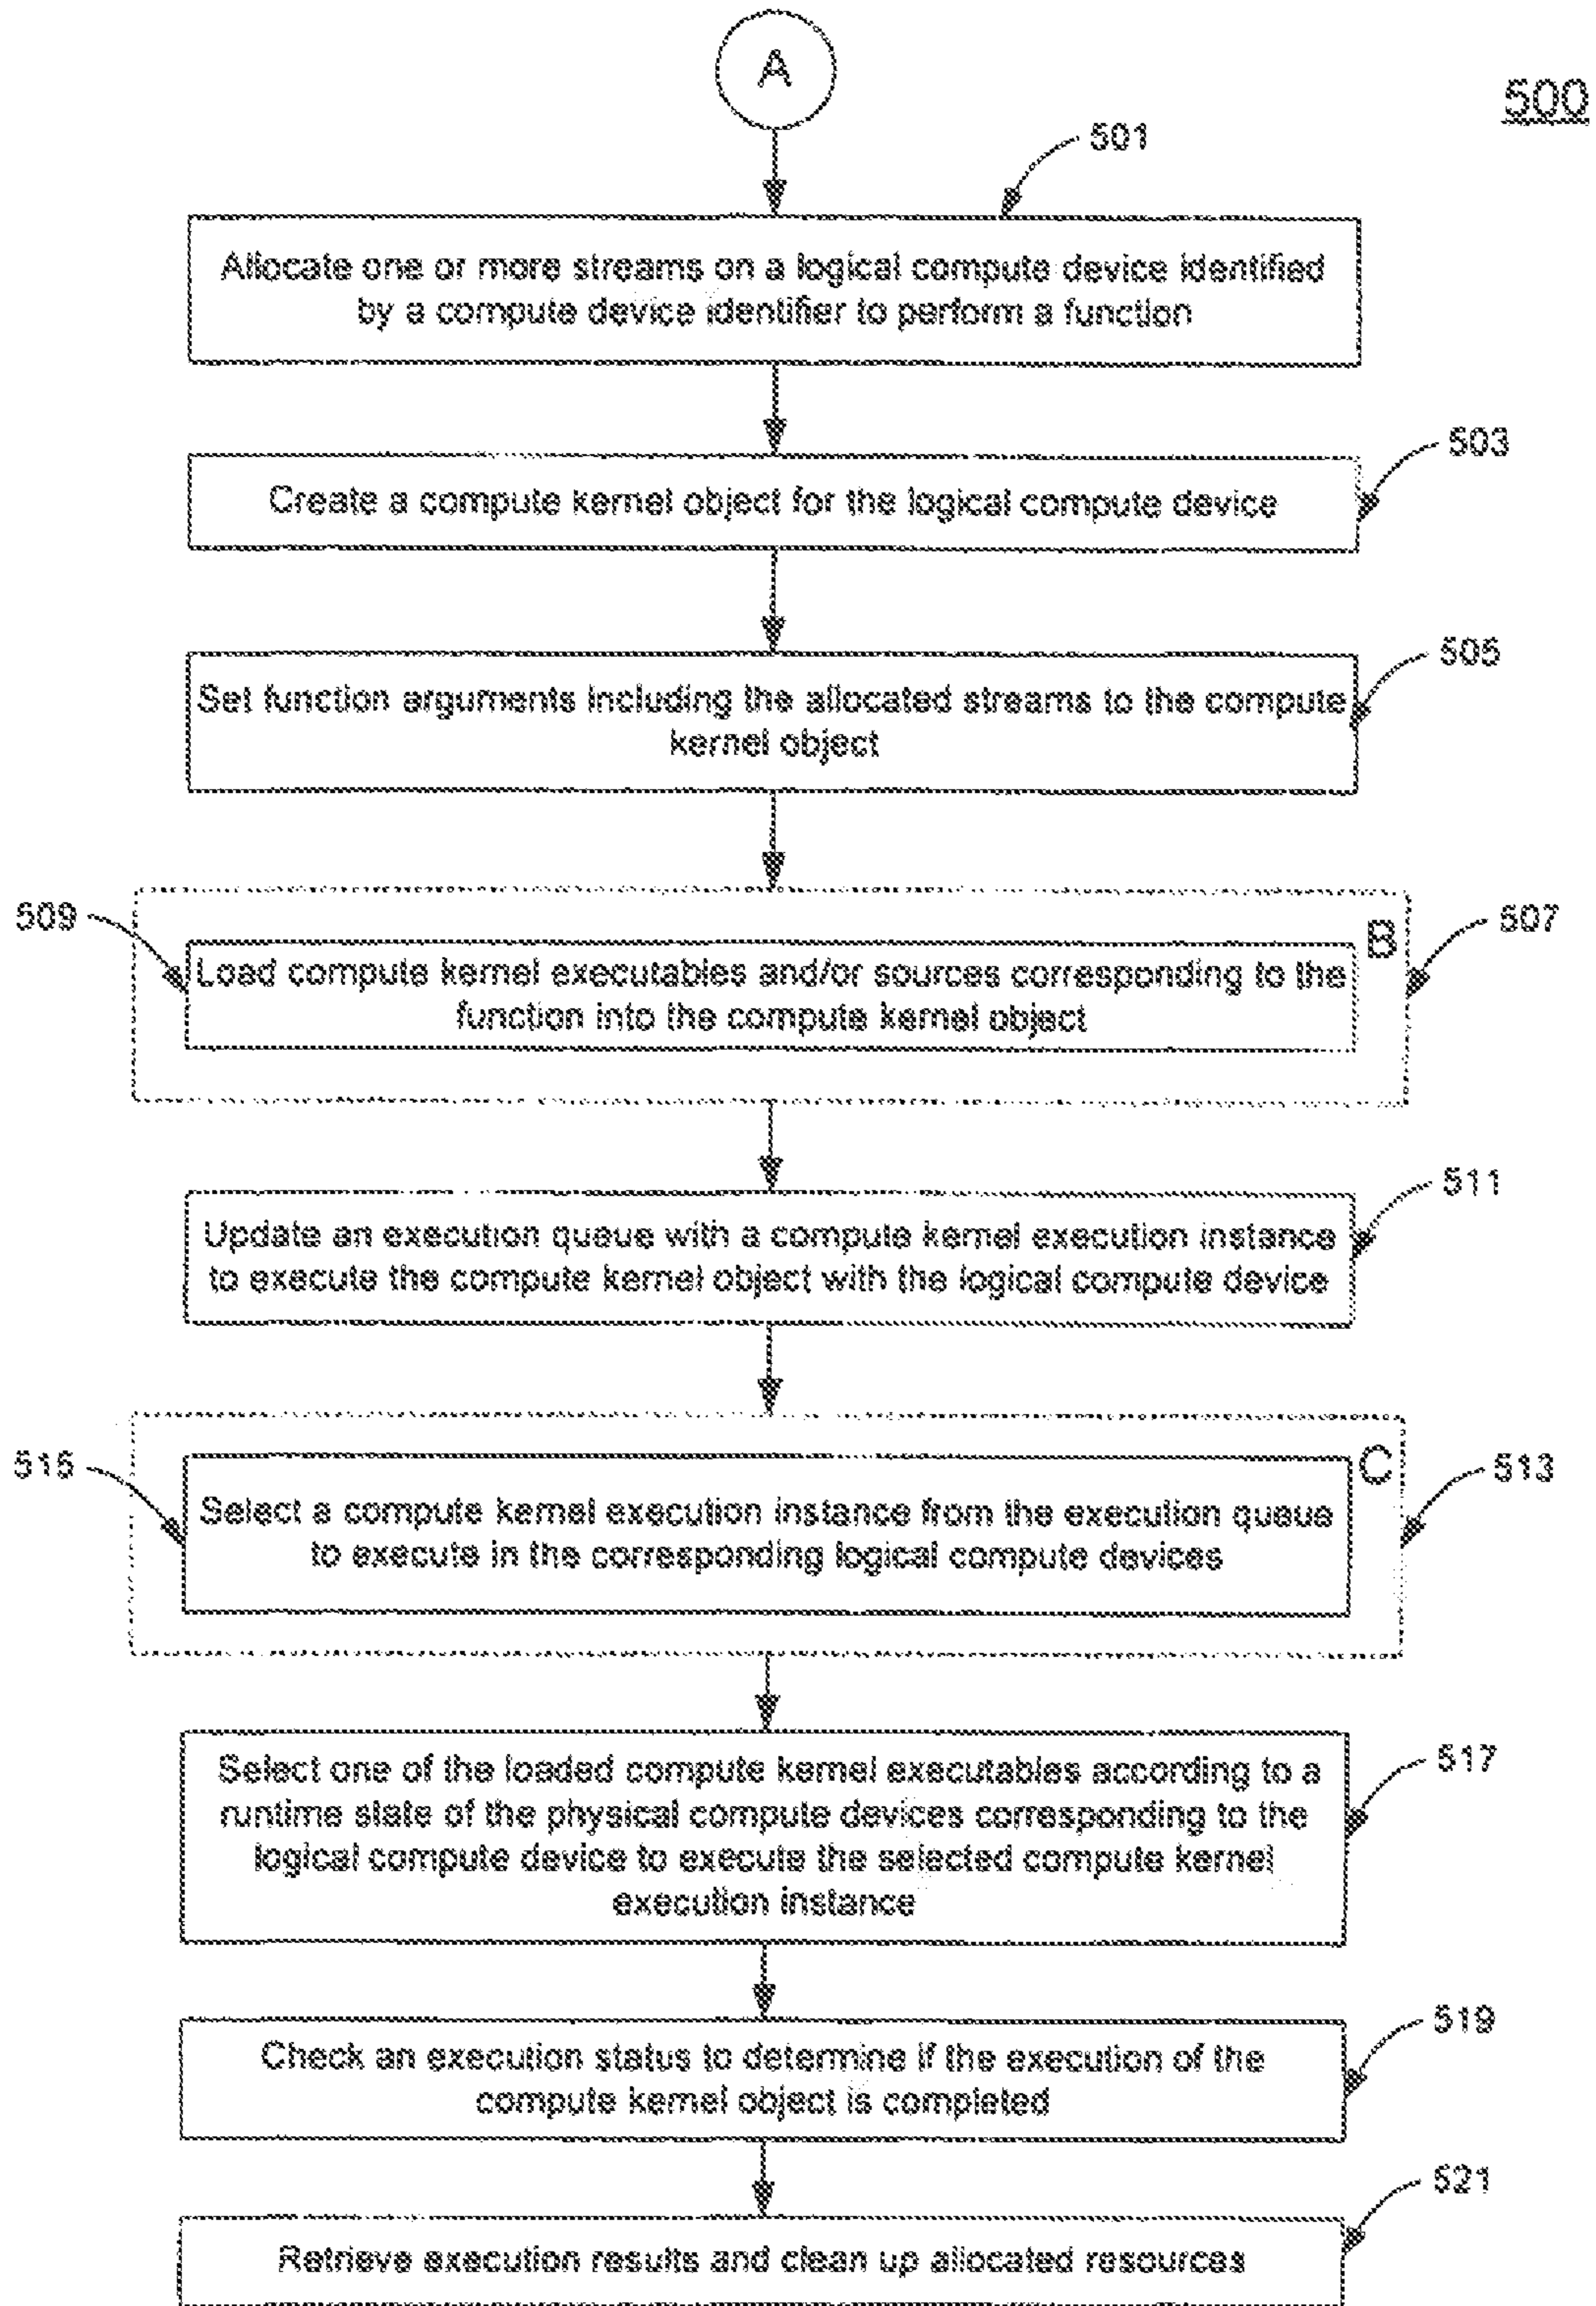 A
500
501
Allocate one or more streams on a logical compute device identified
by a compute device identifier to perform a function
503
Create a compute kernel object for the logical compute device
505
Set function arguments including the allocated streams to the compute
kernel object
509
B
507
Load compute kernel executables and/or sources corresponding to the
function into the compute kernel object
511
Update an execution queue with a compute kernel execution instance
to execute the compute kernel object with the logical compute device
515
C
513
Select a compute kernel execution instance from the execution queue
to execute in the corresponding logical compute devices
517
Select one of the loaded compute kernel executables according to a
runtime state of the physical compute devices corresponding to the
logical compute device to execute the selected compute kernel
execution instance
519
Check an execution status to determine if the execution of the
compute kernel object is completed
521
Retrieve execution results and clean up allocated resources